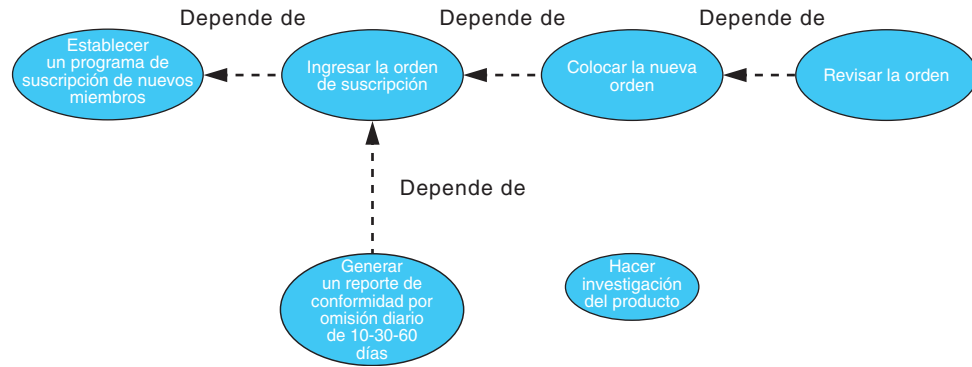 Depende de
Depende de
Depende de
Establecer
un programa de
suscripción de nuevos
miembros
Ingresar la orden
de suscripción
Colocar la nueva
orden
Revisar la orden
Depende de
Generar
un reporte de
conformidad por
omisión diario
de 10-30-60
días
Hacer
investigación
del producto